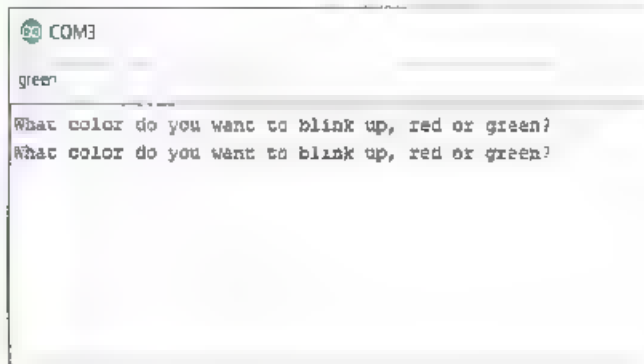 COM3
green
What color do you want to blink up, red or green?
What color do you want to blink up, red or green?